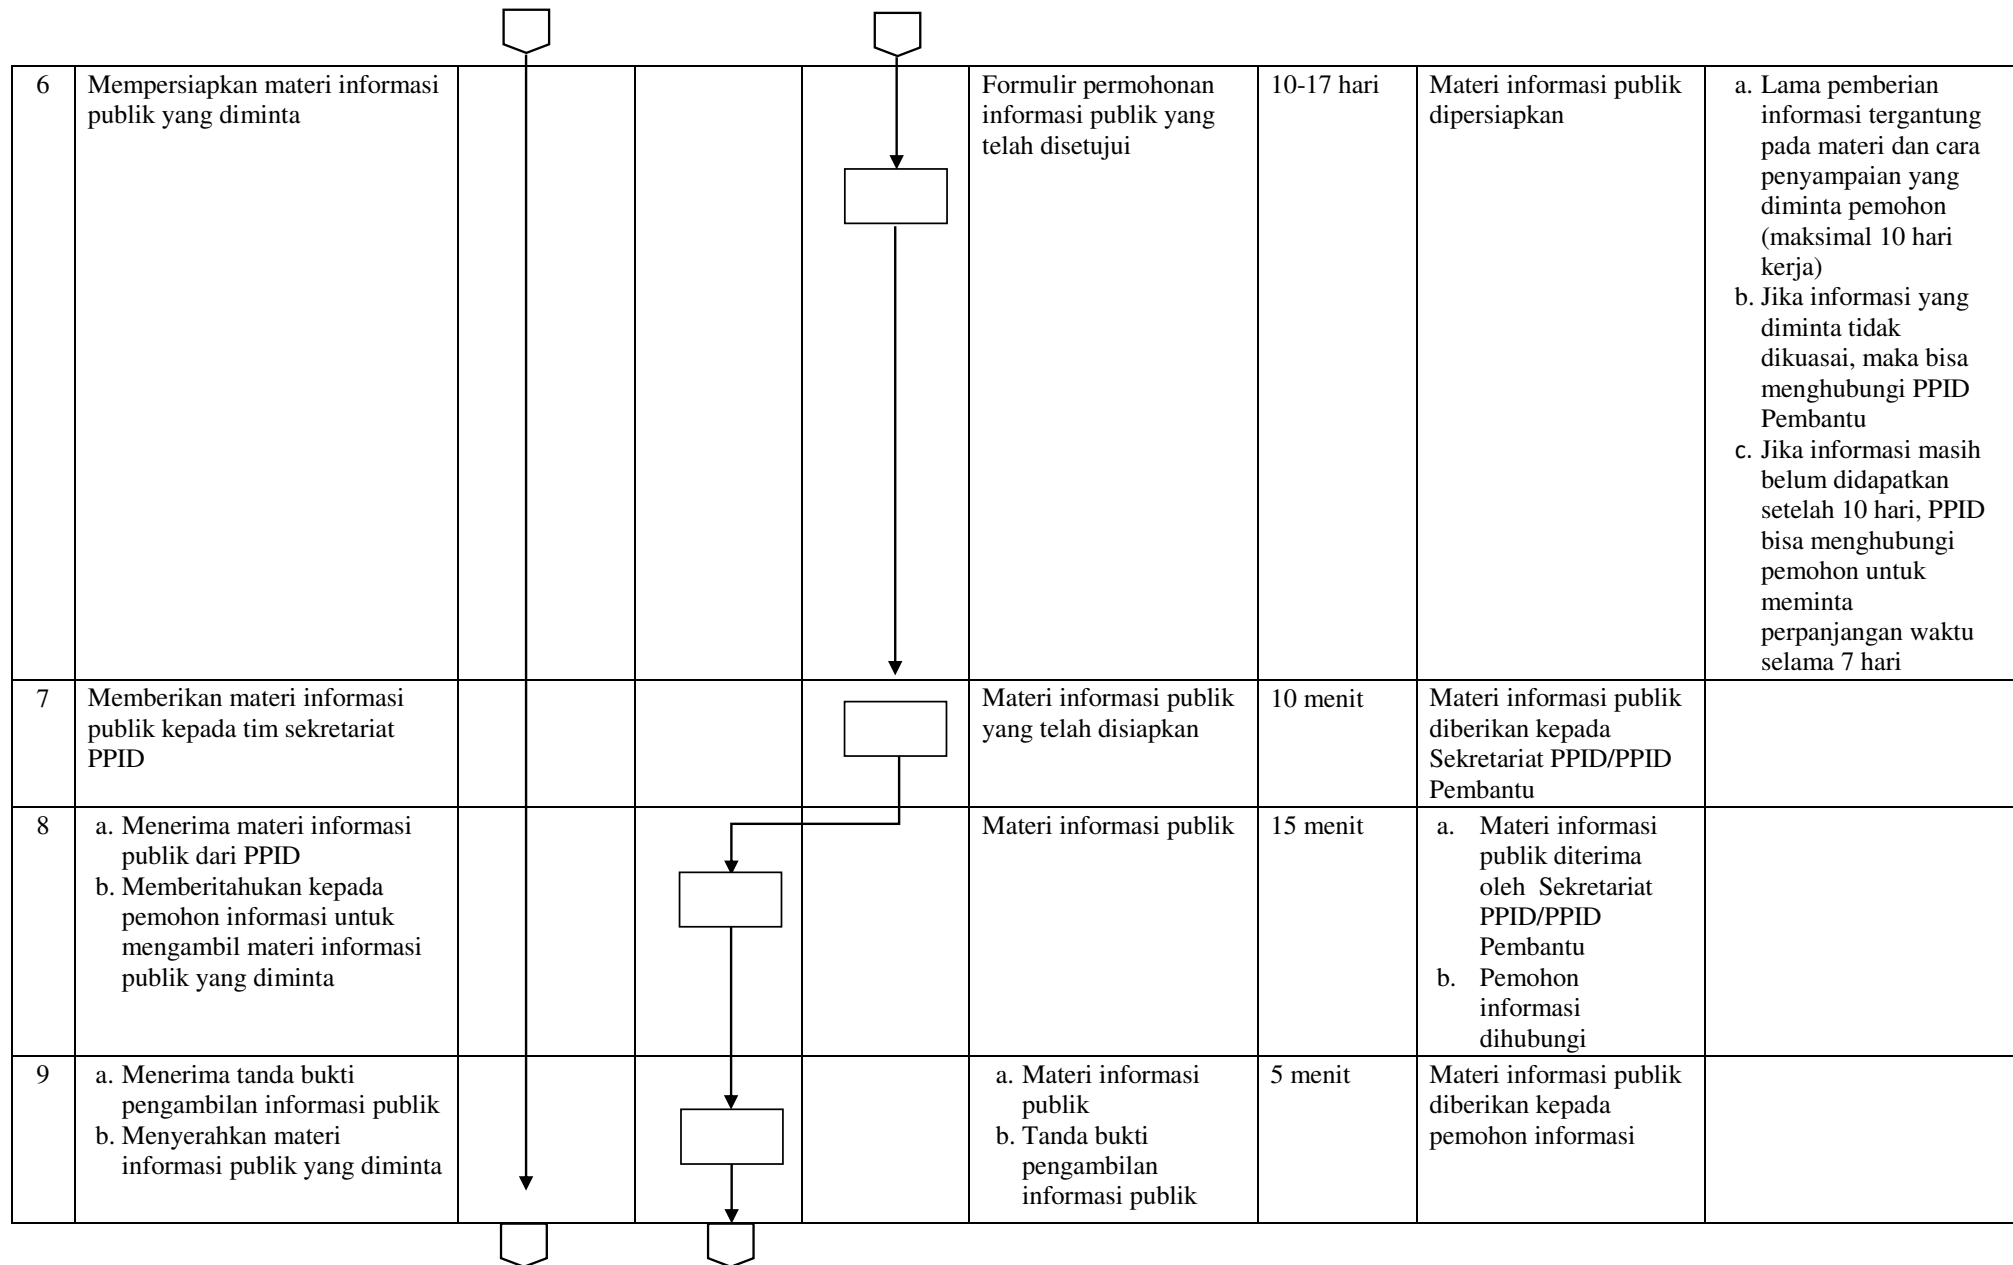 6
Mempersiapkan materi informasi
publik yang diminta
Formulir permohonan
informasi publik yang
telah disetujui
10-17 hari
Materi informasi publik
dipersiapkan
a. Lama pemberian
informasi tergantung
pada materi dan cara
penyampaian yang
diminta pemohon
(maksimal 10 hari
kerja)
b. Jika informasi yang
diminta tidak
dikuasai, maka bisa
menghubungi PPID
Pembantu
c. Jika informasi masih
belum didapatkan
setelah 10 hari, PPID
bisa menghubungi
pemohon untuk
meminta
perpanjangan waktu
selama 7 hari
7
Memberikan materi informasi
publik kepada tim sekretariat
PPID
Materi informasi publik
yang telah disiapkan
10 menit
Materi informasi publik
diberikan kepada
Sekretariat PPID/PPID
Pembantu
8
a. Menerima materi informasi
publik dari PPID
b. Memberitahukan kepada
pemohon informasi untuk
mengambil materi informasi
publik yang diminta
Materi informasi publik
15 menit
a. Materi informasi
publik diterima
oleh Sekretariat
PPID/PPID
Pembantu
b. Pemohon
informasi
dihubungi
9
a. Menerima tanda bukti
pengambilan informasi publik
b. Menyerahkan materi
informasi publik yang diminta
a. Materi informasi
publik
b. Tanda bukti
pengambilan
informasi publik
5 menit
Materi informasi publik
diberikan kepada
pemohon informasi